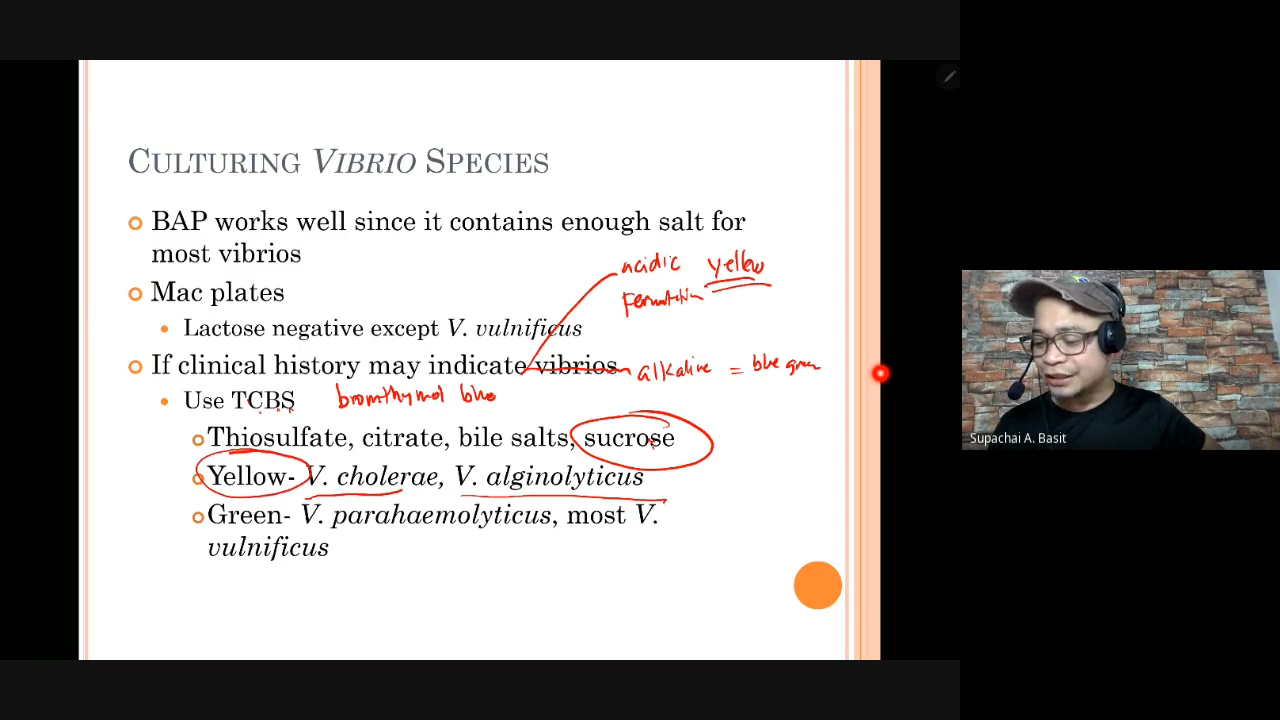 CULTURING VIBRIO SPECIES
BAP works well since it contains enough salt for
most vibrios
acidic yellow
Mac plates
fermentation
Lactose negative except V. vulnificus
If clinical history may indicate vibrios
alkaline = blue green
Use TCBS
bromthymol blue
Thiosulfate, citrate, bile salts, sucrose
Yellow- V. cholerae, V. alginolyticus
Green- V. parahaemolyticus, most V.
vulnificus
Supachai A. Basit